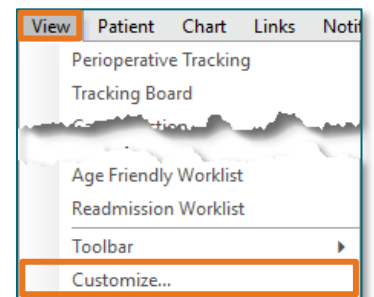 View Patient Chart Links
Perioperative Tracking
Tracking Board
Age Friendly Worklist
Readmission Worklist
Toolbar
Customize...